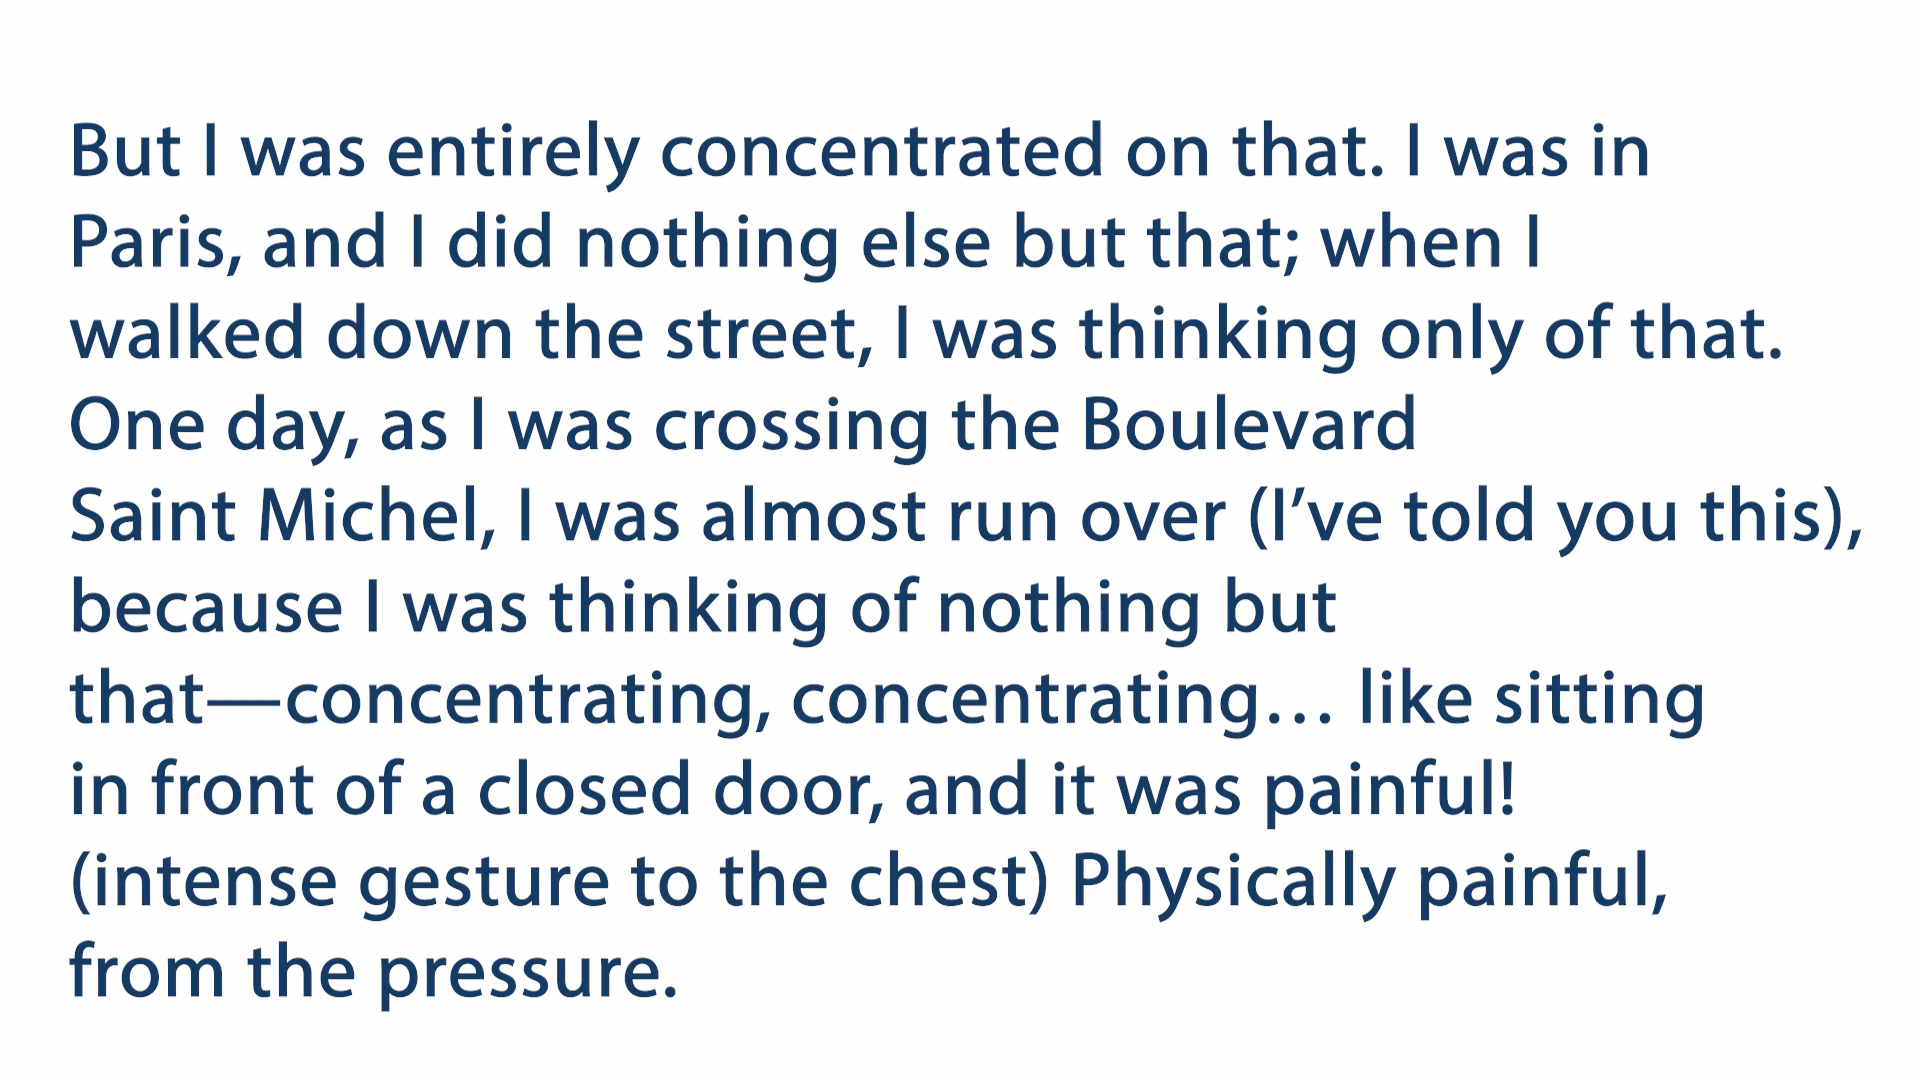 But I was entirely concentrated on that. I was in
Paris, and I did nothing else but that; when I
walked down the street, I was thinking only of that.
One day, as I was crossing the Boulevard
Saint Michel, I was almost run over (I’ve told you this),
because I was thinking of nothing but
that—concentrating, concentrating… like sitting
in front of a closed door, and it was painful!
(intense gesture to the chest) Physically painful,
from the pressure.